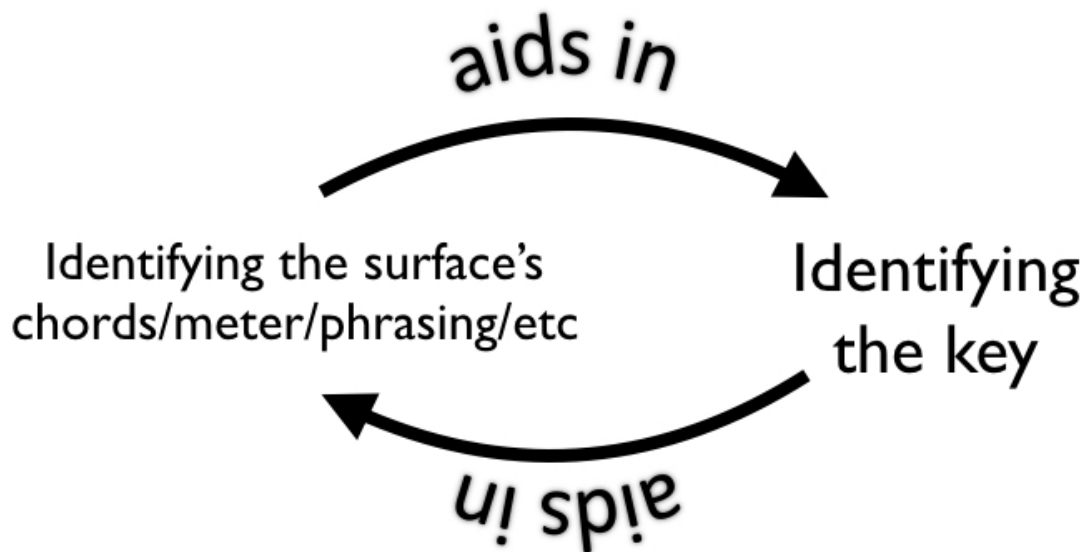 aids in
Identifying the surface’s
chords/meter/phrasing/etc
Identifying
the key
aids in